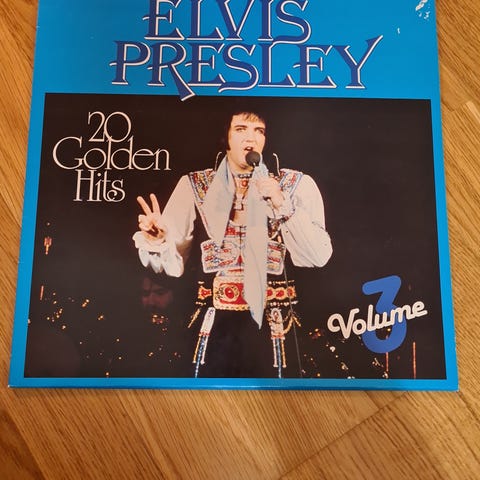 ELVIS
PRESLEY
20
Golden
Hits
3
Volume